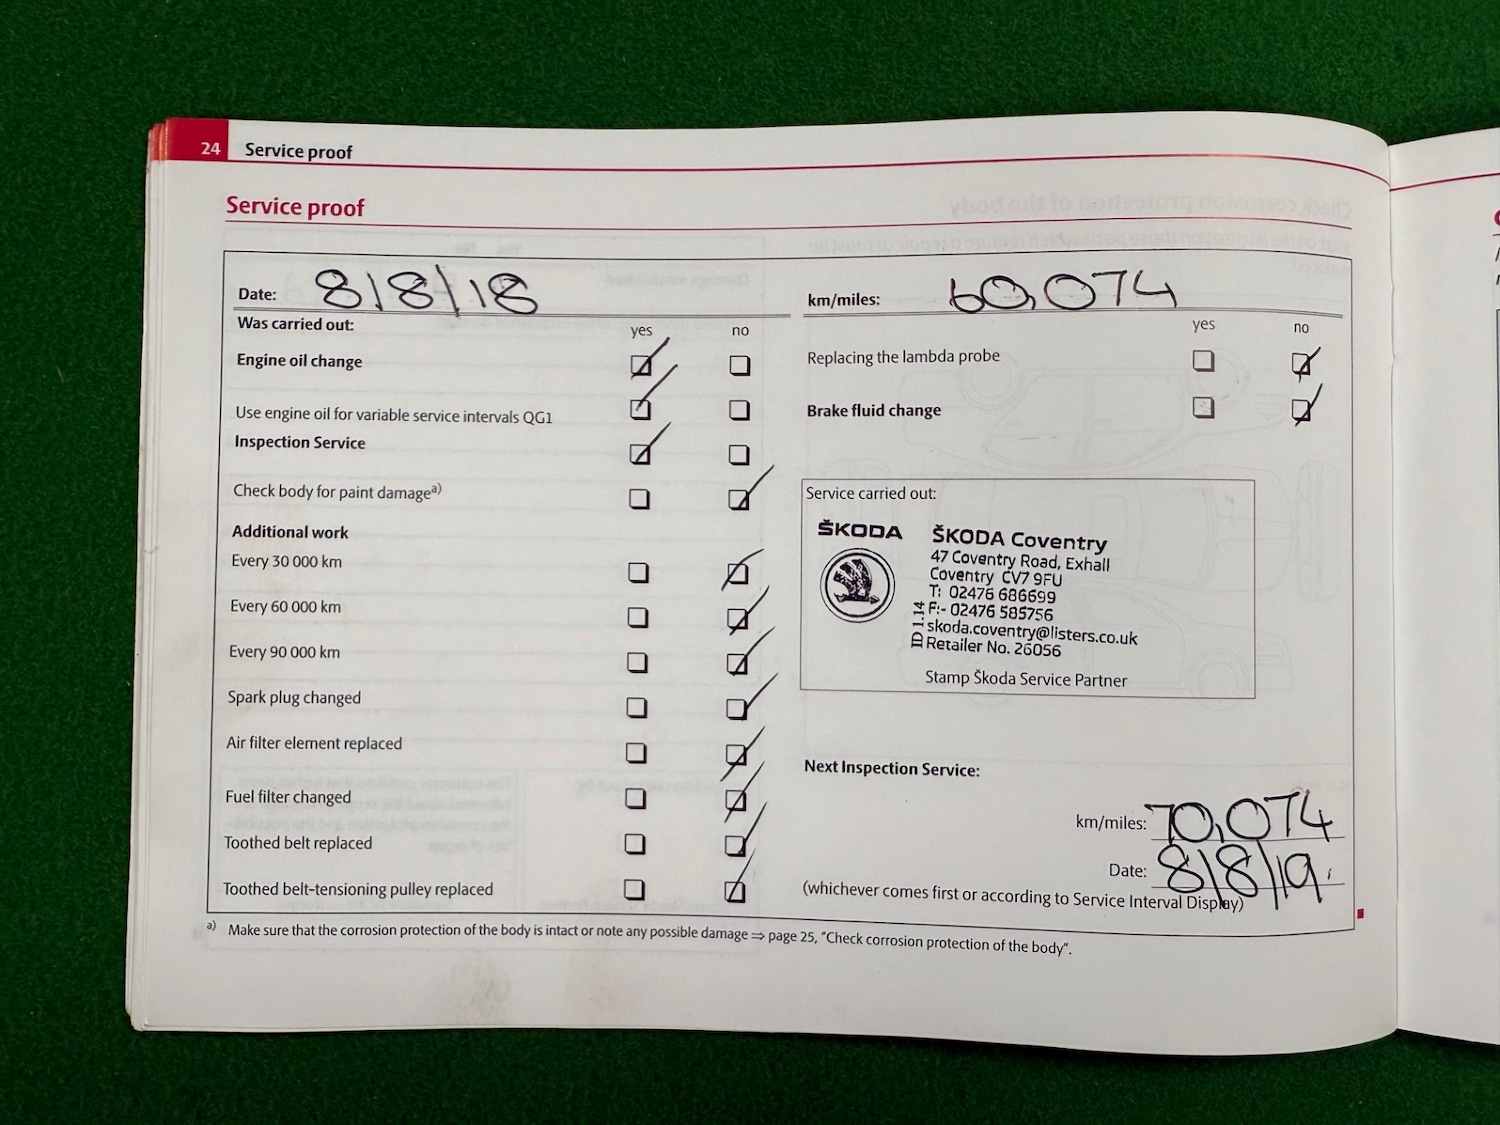 24 Service proof
Service proof
Date: 8/8/18
km/miles: 60,074
Was carried out: yes no
yes no
Engine oil change
Replacing the lambda probe
Use engine oil for variable service intervals QG1
Brake fluid change
Inspection Service
Check body for paint damage a)
Additional work
Every 30 000 km
Every 60 000 km
Every 90 000 km
Spark plug changed
Air filter element replaced
Fuel filter changed
Toothed belt replaced
Toothed belt-tensioning pulley replaced
Service carried out:
ŠKODA
ŠKODA Coventry
47 Coventry Road, Exhall
Coventry CV7 9FU
T: 02476 686699
F:- 02476 585756
skoda.coventry@listers.co.uk
Retailer No. 26056
ID 1.14
Stamp Škoda Service Partner
Next Inspection Service:
km/miles: 70,074
Date: 8/8/19
(whichever comes first or according to Service Interval Display)
a) Make sure that the corrosion protection of the body is intact or note any possible damage ⇒ page 25, "Check corrosion protection of the body".